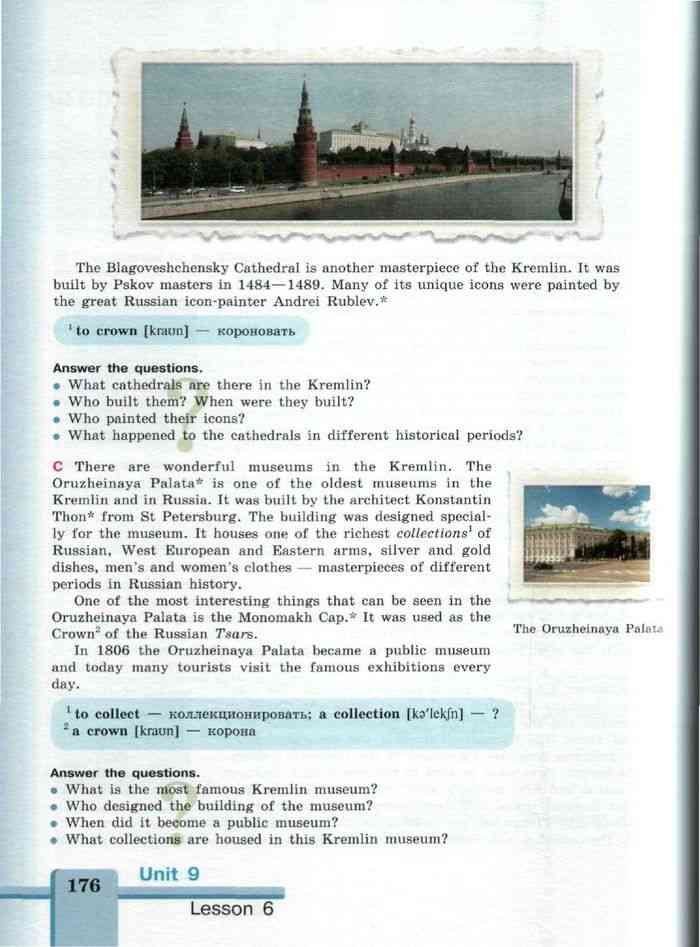 The Blagoveshchensky Cathedral is another masterpiece of the Kremlin. It was
built by Pskov masters in 1484—1489. Many of its unique icons were painted by
the great Russian icon-painter Andrei Rublev.*
¹ to crown [kraʊn] — короновать
Answer the questions.
• What cathedrals are there in the Kremlin?
• Who built them? When were they built?
• Who painted their icons?
• What happened to the cathedrals in different historical periods?
C There are wonderful museums in the Kremlin. The
Oruzheinaya Palata* is one of the oldest museums in the
Kremlin and in Russia. It was built by the architect Konstantin
Thon* from St Petersburg. The building was designed special-
ly for the museum. It houses one of the richest collections¹ of
Russian, West European and Eastern arms, silver and gold
dishes, men's and women's clothes — masterpieces of different
periods in Russian history.
One of the most interesting things that can be seen in the
Oruzheinaya Palata is the Monomakh Cap.* It was used as the
Crown² of the Russian Tsars.
In 1806 the Oruzheinaya Palata became a public museum
and today many tourists visit the famous exhibitions every
day.
The Oruzheinaya Palata
¹ to collect — коллекционировать; a collection [kə'lekʃn] — ?
² a crown [kraʊn] — корона
Answer the questions.
• What is the most famous Kremlin museum?
• Who designed the building of the museum?
• When did it become a public museum?
• What collections are housed in this Kremlin museum?
176
Unit 9
Lesson 6